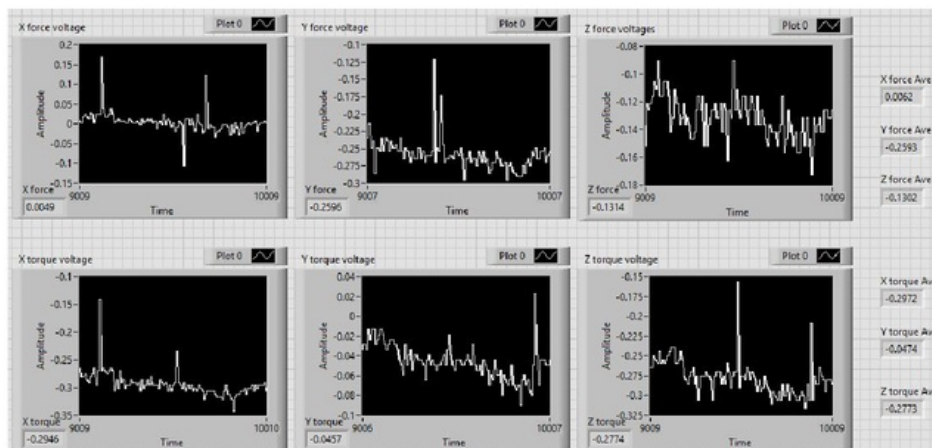 X force voltage Plot 0
0.2
0.15
0.1
0.05
0
-0.05
-0.1
-0.15
Amplitude
9009 10009
Time
X force
0.0049
Y force voltage Plot 0
-0.1
-0.125
-0.15
-0.175
-0.2
-0.225
-0.25
-0.275
-0.3
Amplitude
9007 10007
Time
Y force
-0.2596
Z force voltages Plot 0
-0.08
-0.1
-0.12
-0.14
-0.16
-0.18
Amplitude
9009 10009
Time
Z force
-0.1314
X force Ave
0.0062
Y force Ave
-0.2593
Z force Ave
-0.1302
X torque voltage Plot 0
-0.1
-0.15
-0.2
-0.25
-0.3
-0.35
Amplitude
9009 10010
Time
X torque
-0.2946
Y torque voltage Plot 0
0.04
0.02
0
-0.02
-0.04
-0.06
-0.08
-0.1
Amplitude
9006 10007
Time
Y torque
-0.0457
Z torque voltage Plot 0
-0.15
-0.175
-0.2
-0.225
-0.25
-0.275
-0.3
-0.325
Amplitude
9009 10009
Time
Z torque
-0.2774
X torque Av
-0.2972
Y torque Av
-0.0474
Z torque Av
-0.2773